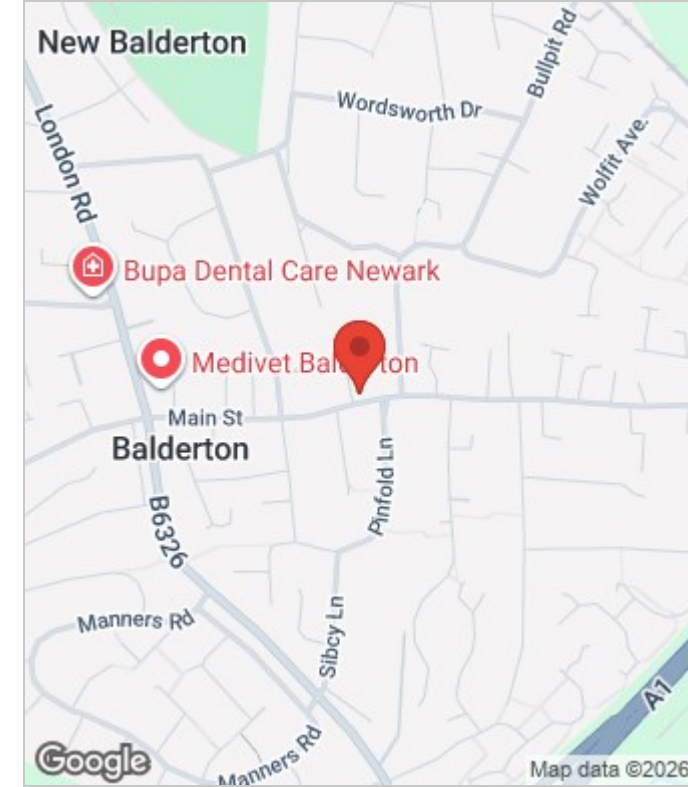 New Balderton
Wordsworth Dr
Bullpit Rd
London Rd
Wolfit Ave.
Bupa Dental Care Newark
Medivet Bal ton
Main St
Balderton
Pinfold Ln
B6326
Sibcy Ln
Manners Rd
A1
Manners Rd
Google
Map data ©2026